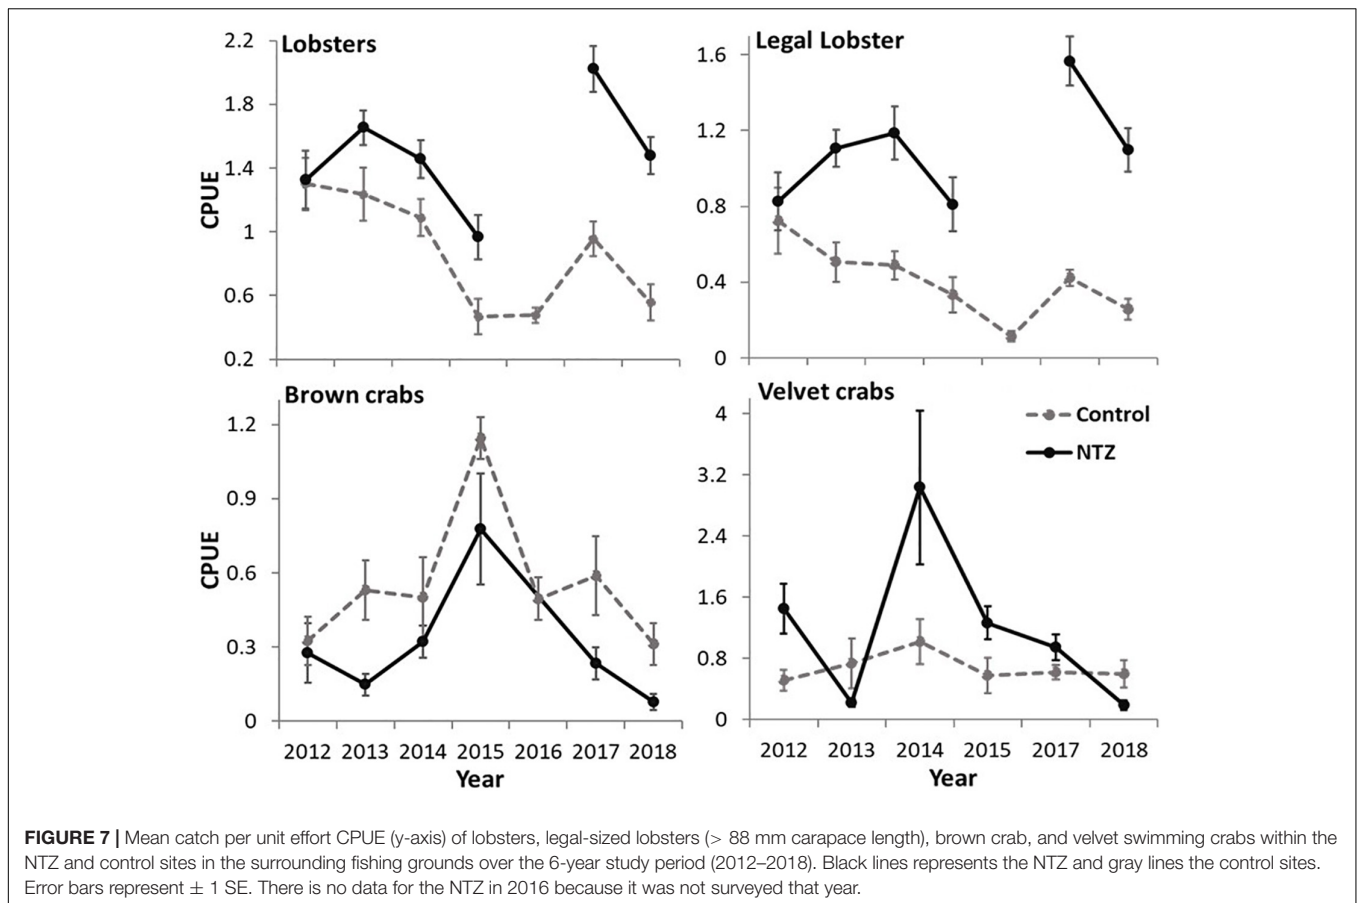 Lobsters
2.2
1.8
1.4
1
0.6
0.2
CPUE
Legal Lobster
1.6
1.2
0.8
0.4
0
Brown crabs
1.2
0.9
0.6
0.3
0
CPUE
2012 2013 2014 2015 2016 2017 2018
Year
Velvet crabs
4
3.2
2.4
1.6
0.8
0
Control
NTZ
2012 2013 2014 2015 2017 2018
Year
FIGURE 7 | Mean catch per unit effort CPUE (y-axis) of lobsters, legal-sized lobsters (> 88 mm carapace length), brown crab, and velvet swimming crabs within the
NTZ and control sites in the surrounding fishing grounds over the 6-year study period (2012–2018). Black lines represents the NTZ and gray lines the control sites.
Error bars represent ± 1 SE. There is no data for the NTZ in 2016 because it was not surveyed that year.